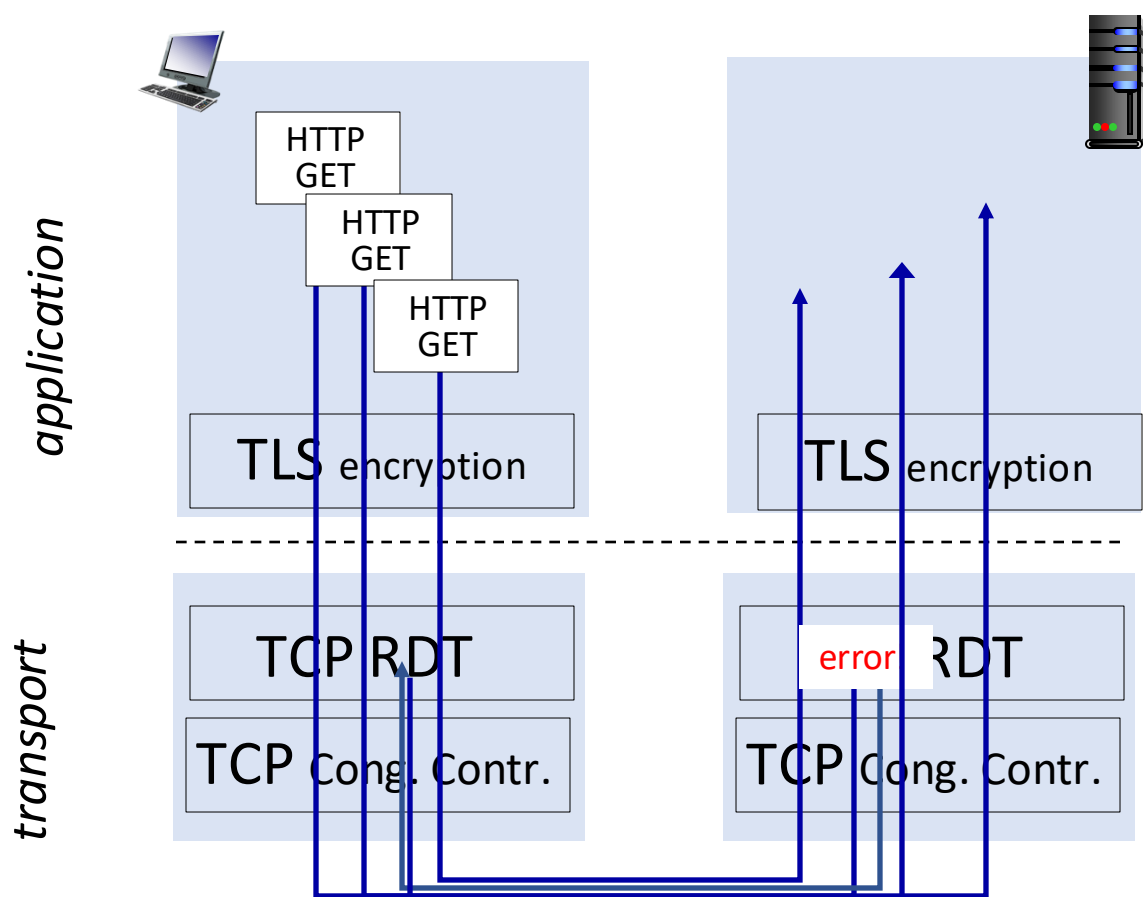 application
HTTP
GET
HTTP
GET
HTTP
GET
TLS encryption
TLS encryption
transport
TCP RDT
error RDT
TCP Cong. Contr.
TCP Cong. Contr.